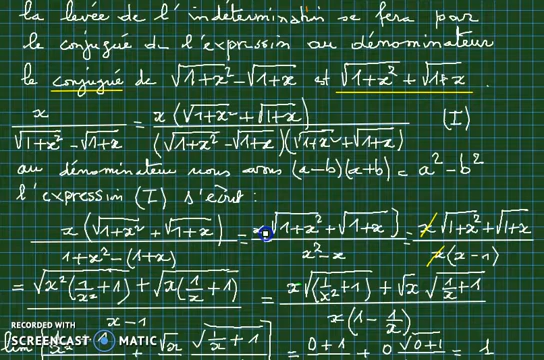 la levée de l'indétermination se fera par
le conjugué de l'expression au dénominateur
le conjugué de √(1+x²) - √(1+x) est √(1+x²) + √(1+x).
x / (√(1+x²) - √(1+x)) = x(√(1+x²) + √(1+x)) / ((√(1+x²) - √(1+x))(√(1+x²) + √(1+x))) (I)
au dénominateur nous avons (a-b)(a+b) = a² - b²
l'expression (I) s'écrit :
x(√(1+x²) + √(1+x)) / (1+x² - (1+x)) = √(1+x²) + √(1+x)] / (x² - x) = x √(1+x²) + √(1+x) / (x(x-1))
= (√(x²(1/x² + 1)) + √(x(1/x + 1))) / (x-1) = (x√((1/x² + 1)) + √x √(1/x + 1)) / (x(1 - 1/x))
RECORDED WITH
SCREENCAST MATIC
lim 1 + √x √(1/x + 1) = 0+1 + 0 √(0+1) = 1